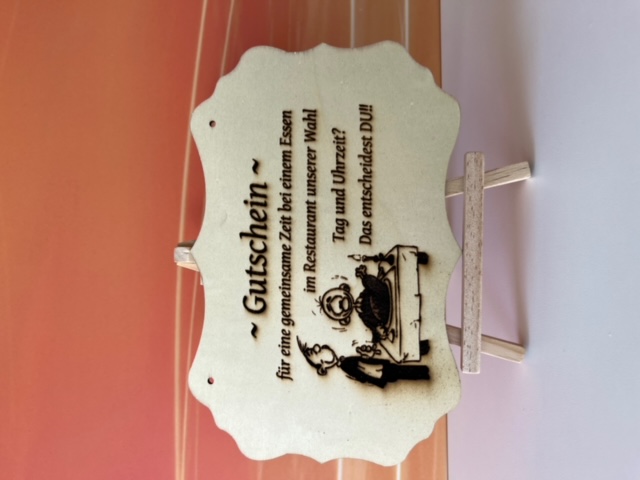 ~ Gutschein ~
für eine gemeinsame Zeit bei einem Essen
im Restaurant unserer Wahl
Tag und Uhrzeit?
Das entscheidest DU!!